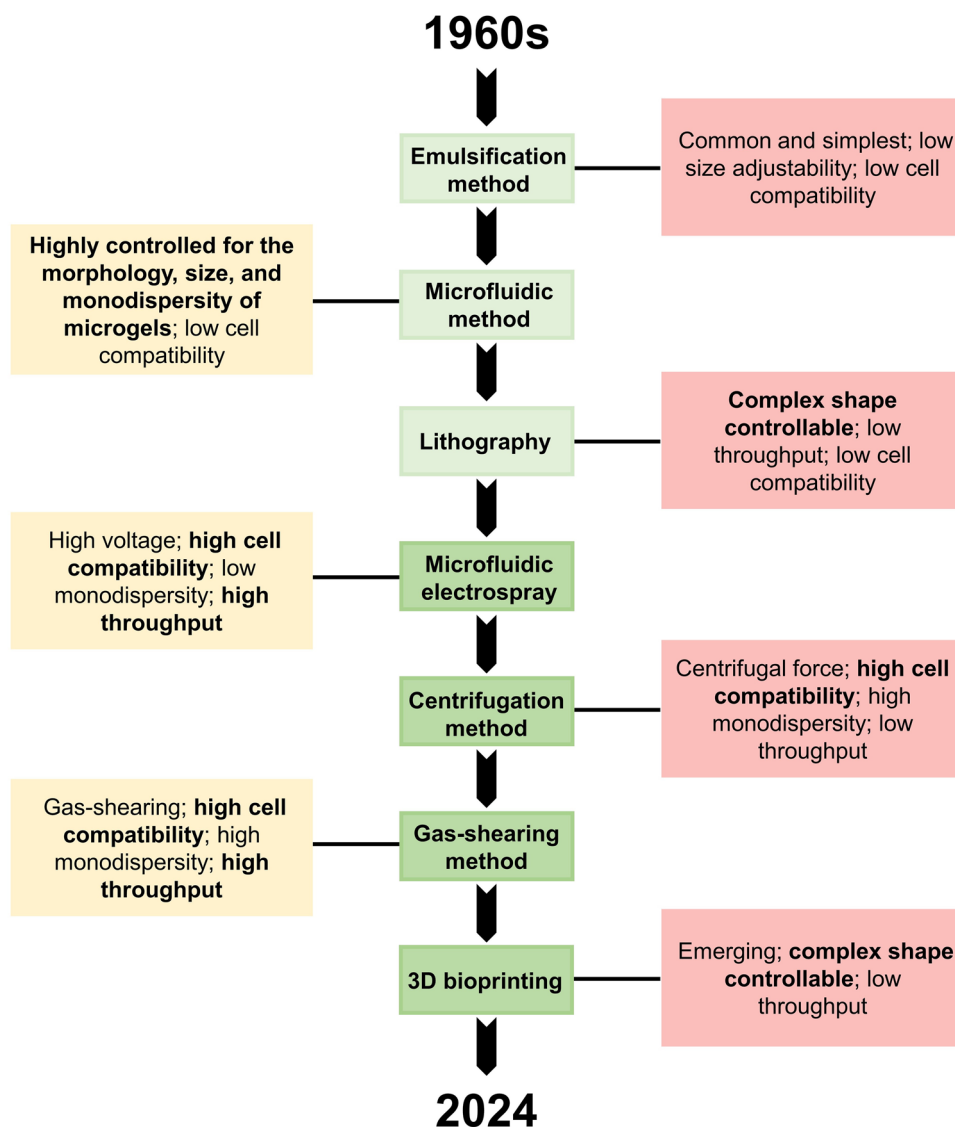 1960s
Emulsification
method
Common and simplest; low
size adjustability; low cell
compatibility
Highly controlled for the
morphology, size, and
monodispersity of
microgels; low cell
compatibility
Microfluidic
method
Lithography
Complex shape
controllable; low
throughput; low cell
compatibility
High voltage; high cell
compatibility; low
monodispersity; high
throughput
Microfluidic
electrospray
Centrifugation
method
Centrifugal force; high cell
compatibility; high
monodispersity; low
throughput
Gas-shearing; high cell
compatibility; high
monodispersity; high
throughput
Gas-shearing
method
3D bioprinting
Emerging; complex shape
controllable; low
throughput
2024